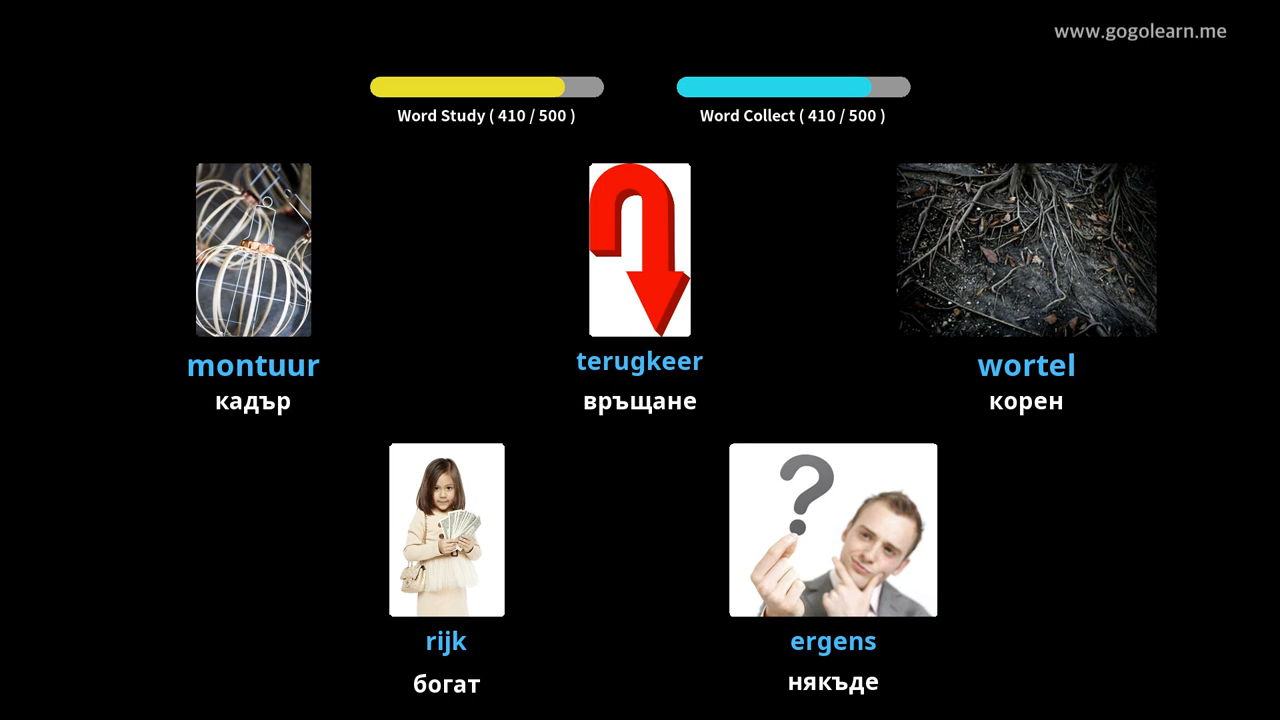 www.gogolearn.me
Word Study ( 410 / 500 )
Word Collect ( 410 / 500 )
montuur
кадър
terugkeer
връщане
wortel
корен
rijk
богат
ergens
някъде